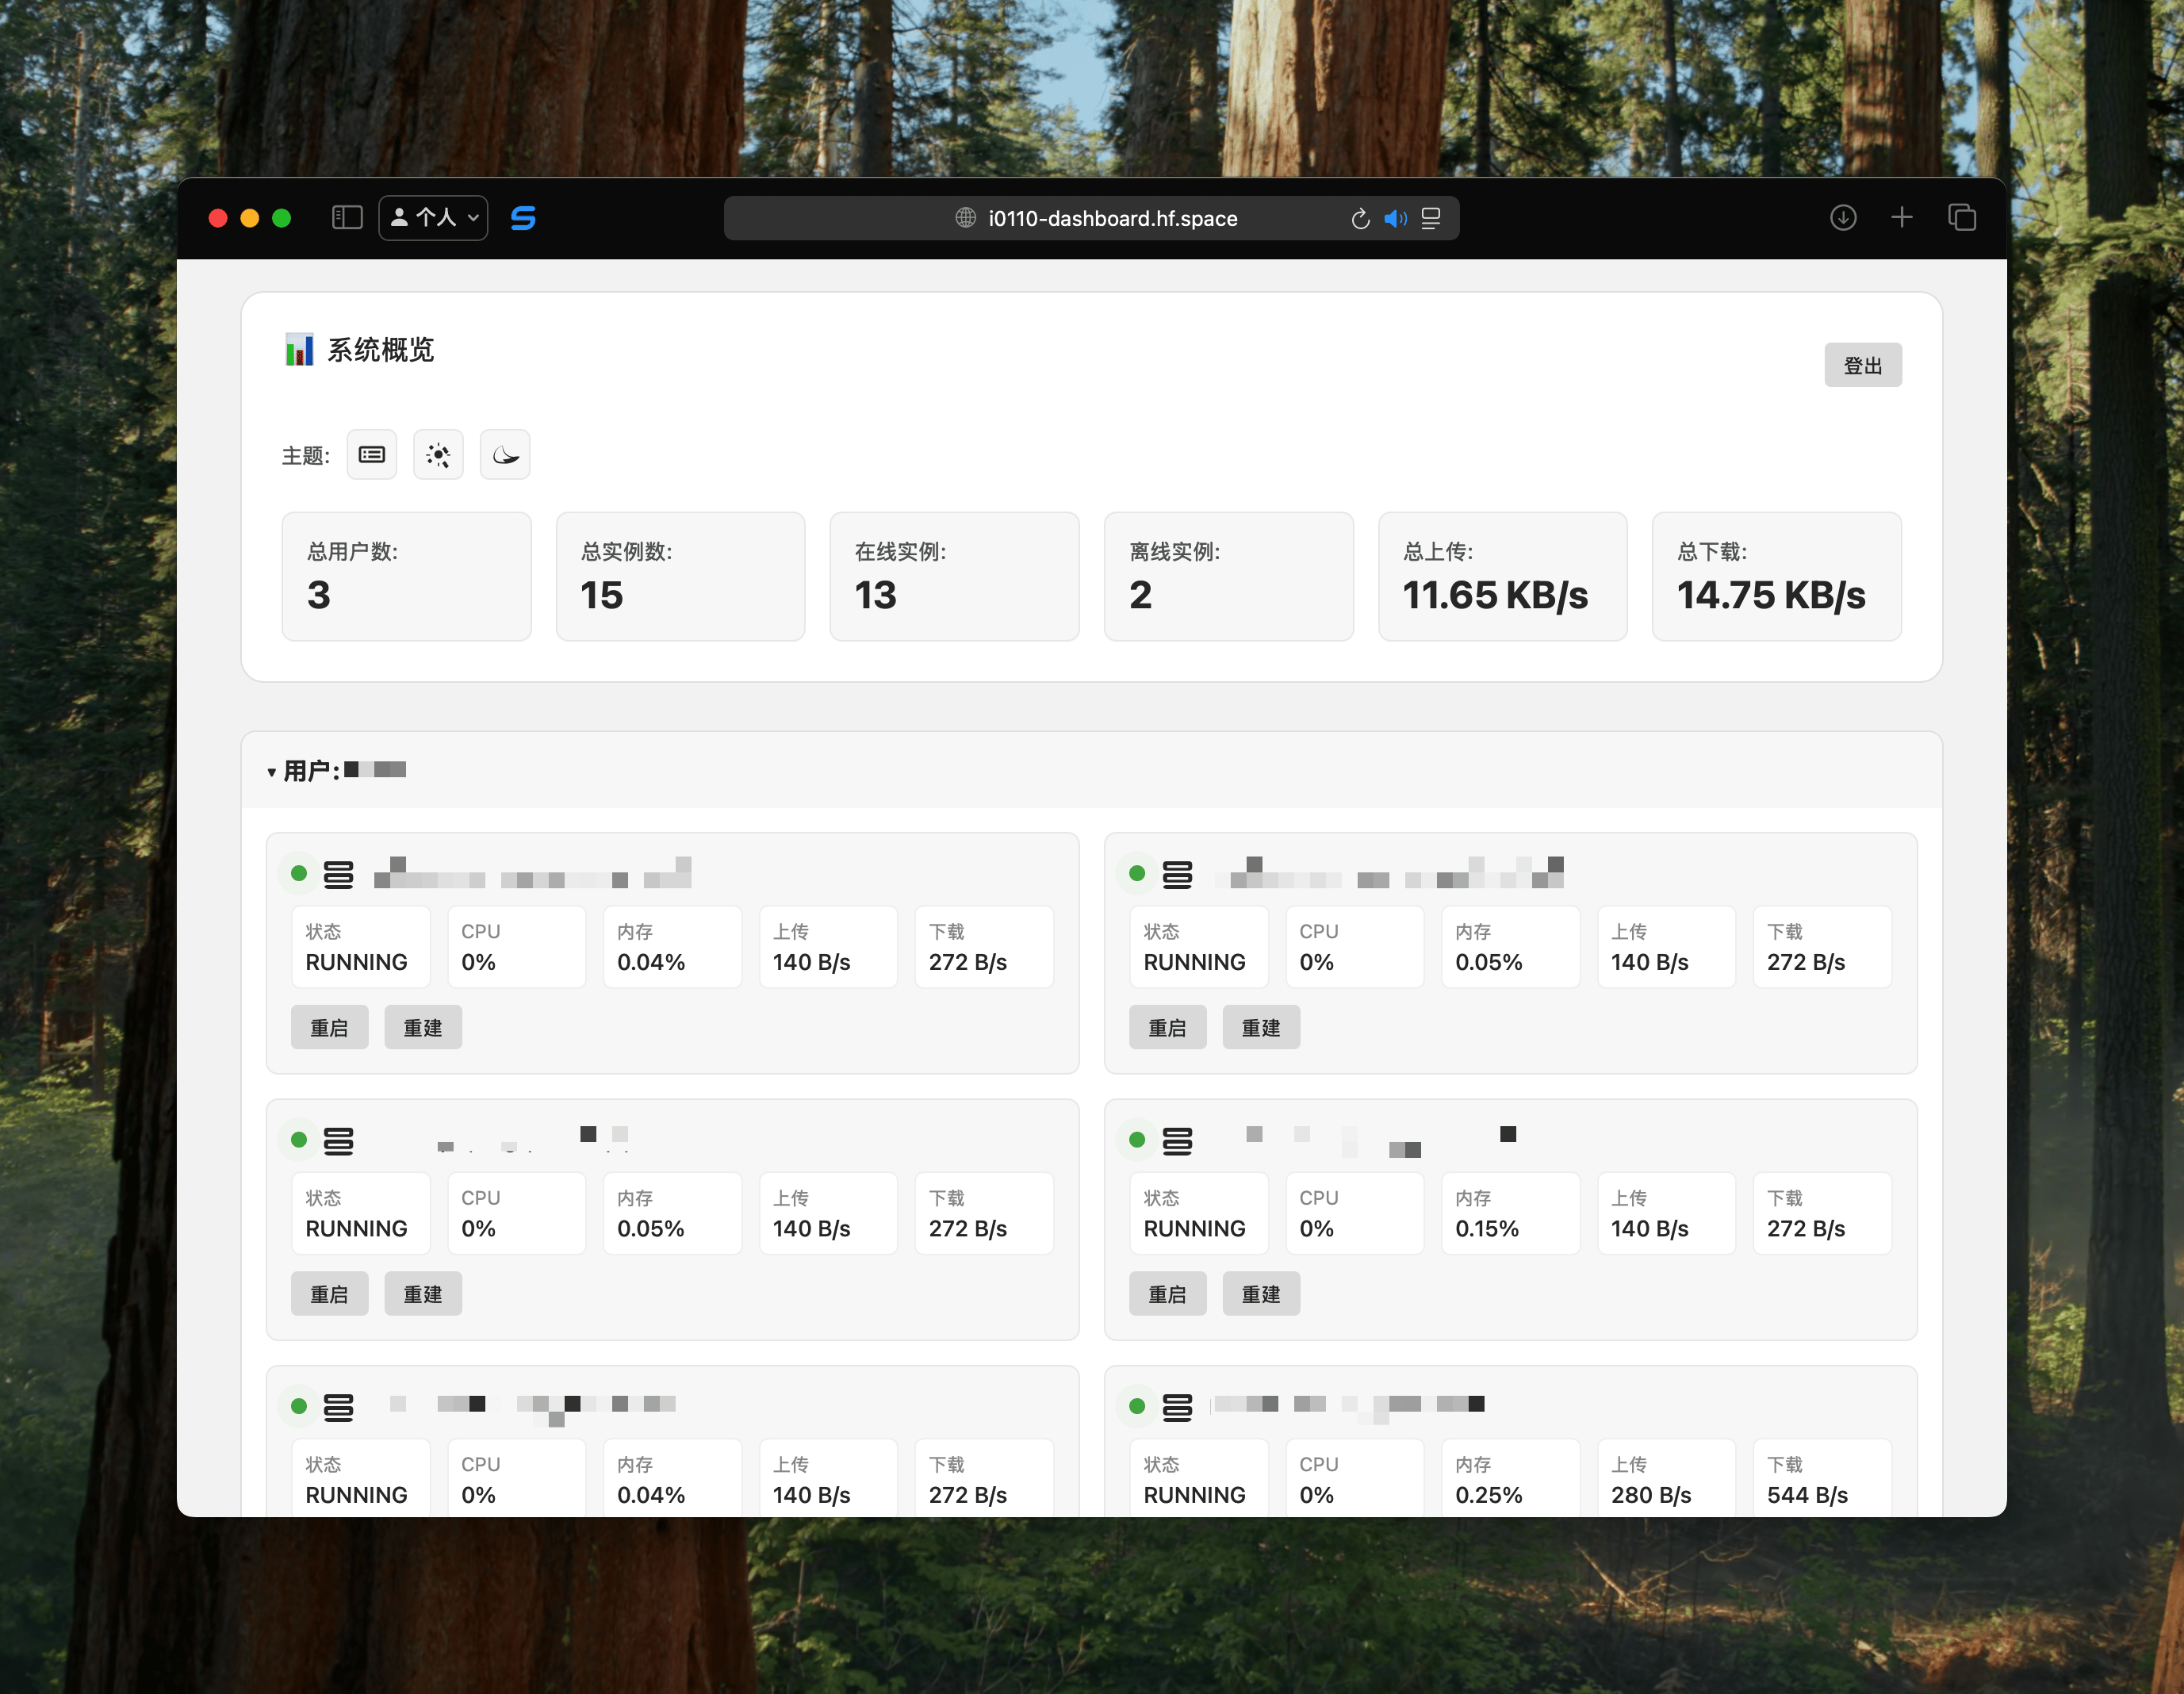 个人
i0110-dashboard.hf.space
系统概览
登出
主题:
总用户数: 总实例数: 在线实例: 离线实例: 总上传: 总下载:
3 15 13 2 11.65 KB/s 14.75 KB/s
用户:
状态 CPU 内存 上传 下载
RUNNING 0% 0.04% 140 B/s 272 B/s
重启 重建
状态 CPU 内存 上传 下载
RUNNING 0% 0.05% 140 B/s 272 B/s
重启 重建
状态 CPU 内存 上传 下载
RUNNING 0% 0.05% 140 B/s 272 B/s
重启 重建
状态 CPU 内存 上传 下载
RUNNING 0% 0.15% 140 B/s 272 B/s
重启 重建
状态 CPU 内存 上传 下载
RUNNING 0% 0.04% 140 B/s 272 B/s
状态 CPU 内存 上传 下载
RUNNING 0% 0.25% 280 B/s 544 B/s